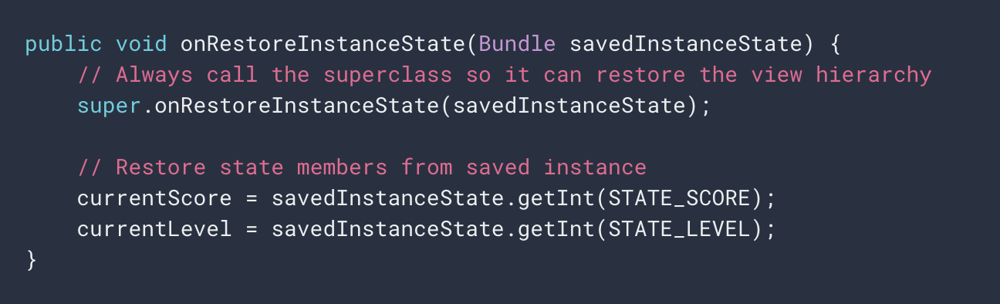 public void onRestoreInstanceState(Bundle savedInstanceState) {
    // Always call the superclass so it can restore the view hierarchy
    super.onRestoreInstanceState(savedInstanceState);

    // Restore state members from saved instance
    currentScore = savedInstanceState.getInt(STATE_SCORE);
    currentLevel = savedInstanceState.getInt(STATE_LEVEL);
}